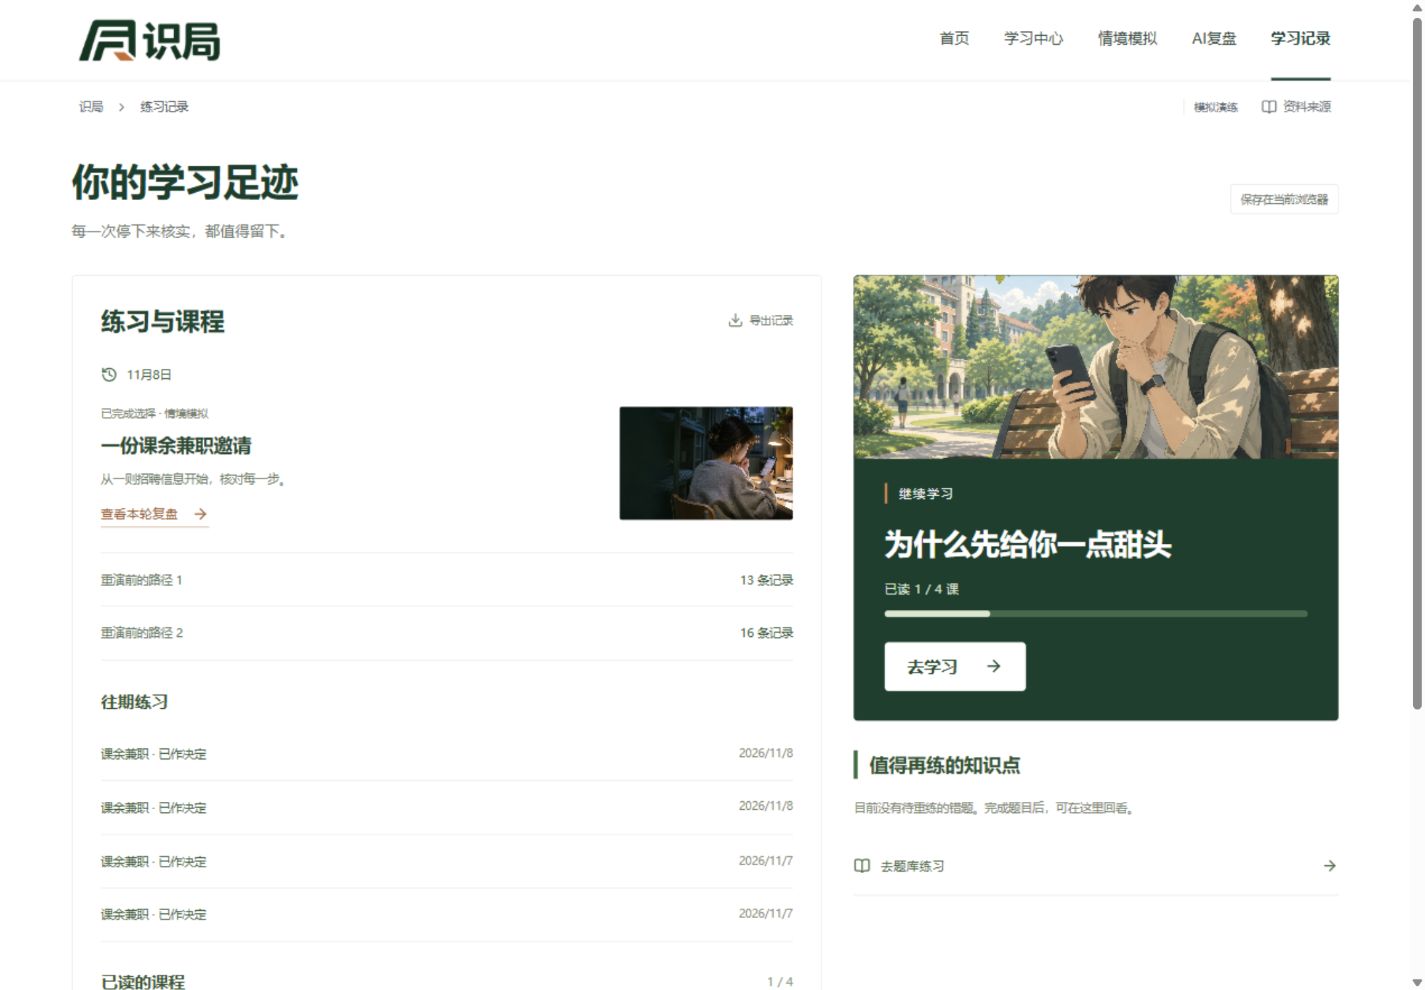 识局
首页
学习中心
情境模拟
AI复盘
学习记录
识局 > 练习记录
模拟演练
资料来源
你的学习足迹
每一次停下来核实，都值得留下。
保存在当前浏览器
练习与课程
导出记录
11月8日
已完成选择 · 情境模拟
一份课余兼职邀请
从一则招聘信息开始，核对每一步。
查看本轮复盘 →
重演前的路径 1
13 条记录
重演前的路径 2
16 条记录
往期练习
课余兼职 · 已作决定
2026/11/8
课余兼职 · 已作决定
2026/11/8
课余兼职 · 已作决定
2026/11/7
课余兼职 · 已作决定
2026/11/7
已读的课程
1 / 4
继续学习
为什么先给你一点甜头
已读 1 / 4 课
去学习 →
值得再练的知识点
目前没有待重练的错题。完成题目后，可在这里回看。
去题库练习 →